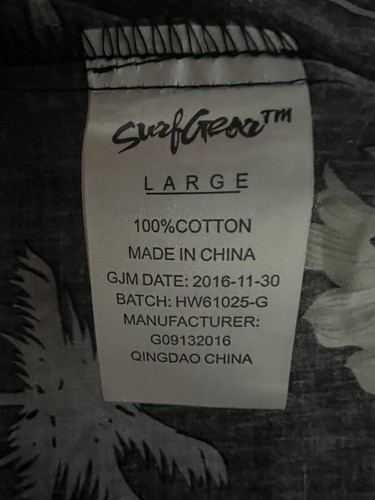 SurfGear™
LARGE
100%COTTON
MADE IN CHINA
GJM DATE: 2016-11-30
BATCH: HW61025-G
MANUFACTURER:
G09132016
QINGDAO CHINA